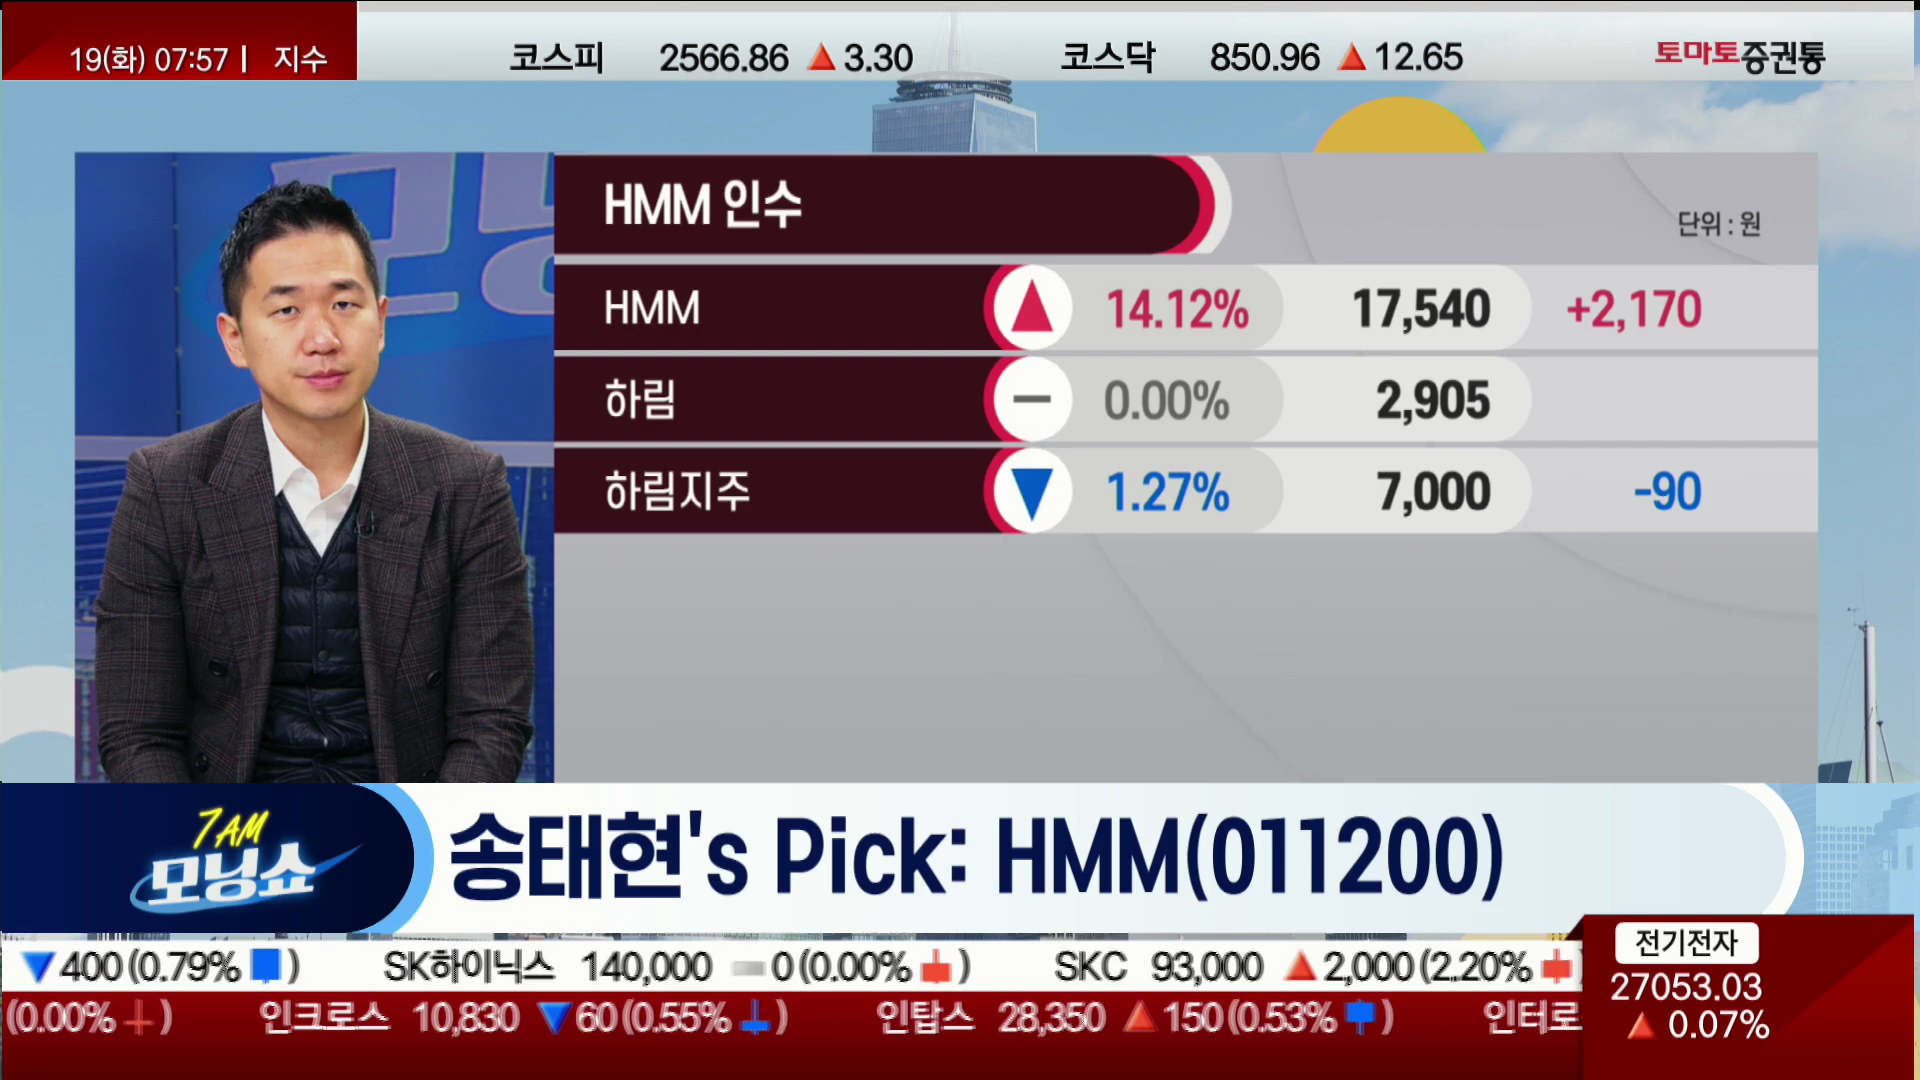 19(화) 07:57 | 지수 코스피 2566.86 ▲ 3.30 코스닥 850.96 ▲ 12.65 토마토증권통
HMM 인수
단위 : 원
HMM ▲ 14.12% 17,540 +2,170
하림 − 0.00% 2,905
하림지주 ▼ 1.27% 7,000 -90
7AM
모닝쇼
송태현's Pick: HMM(011200)
▼ 400 (0.79% ) SK하이닉스 140,000 0 (0.00% ) SKC 93,000 ▲ 2,000 (2.20%
(0.00% ) 인크로스 10,830 ▼ 60 (0.55% ) 인탑스 28,350 ▲ 150 (0.53% ) 인터로
전기전자
27053.03
▲ 0.07%